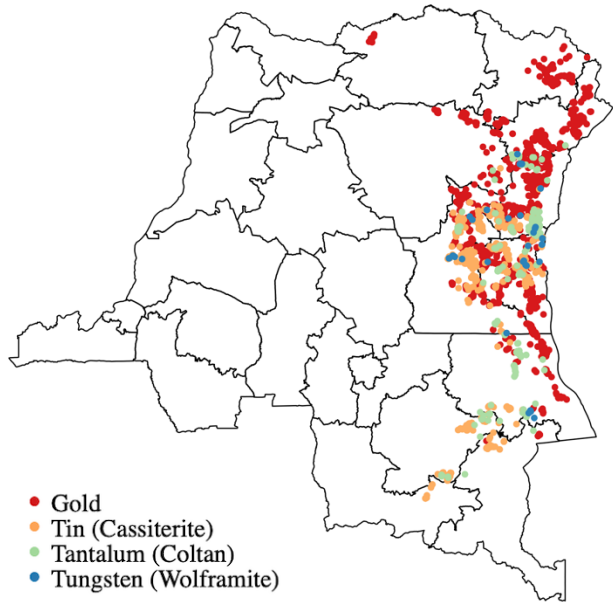 Gold
Tin (Cassiterite)
Tantalum (Coltan)
Tungsten (Wolframite)